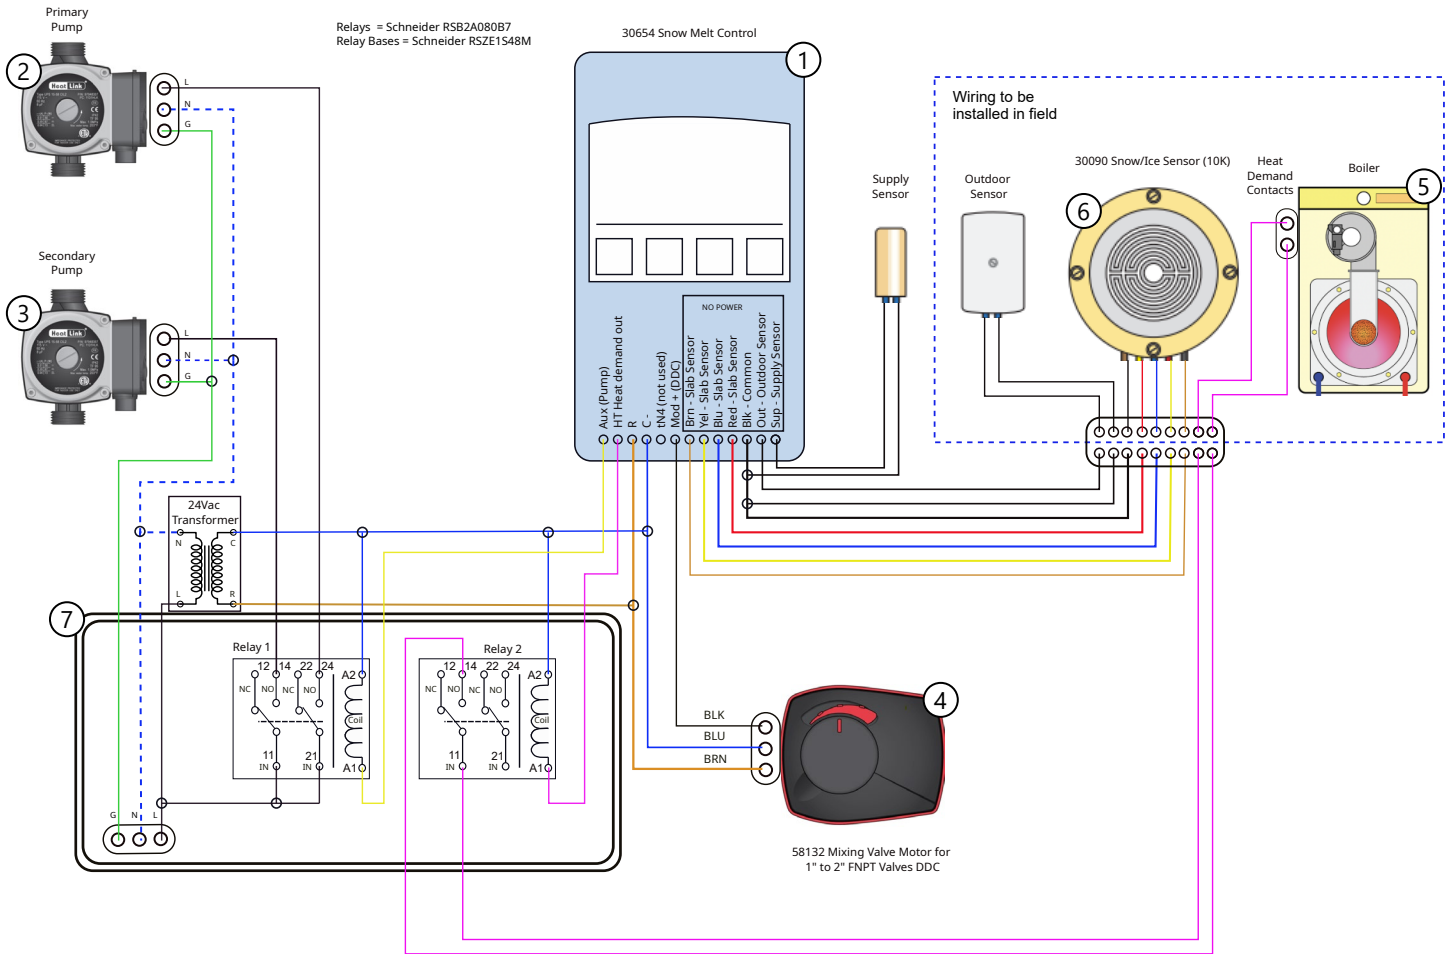 Primary
Pump
Relays = Schneider RSB2A080B7
Relay Bases = Schneider RSZE1S48M
30654 Snow Melt Control
1
2
Heat Link
L
N
G
Wiring to be
installed in field
Supply
Sensor
Outdoor
Sensor
30090 Snow/Ice Sensor (10K)
Heat
Demand
Contacts
Boiler
5
6
Secondary
Pump
3
Heat Link
L
N
G
NO POWER
Aux (Pump)
HT Heat demand out
R
C -
tN4 (not used)
Mod + (DDC)
Brn - Slab Sensor
Yel - Slab Sensor
Blu - Slab Sensor
Red - Slab Sensor
Blk - Common
Out - Outdoor Sensor
Sup - Supply Sensor
24Vac
Transformer
N
C
L
R
7
Relay 1
12
14
22
24
A2
NC
NO
NC
NO
Coil
11
21
IN
IN
A1
Relay 2
12
14
22
24
A2
NC
NO
NC
NO
Coil
11
21
IN
IN
A1
G
N
L
BLK
BLU
BRN
4
58132 Mixing Valve Motor for
1" to 2" FNPT Valves DDC